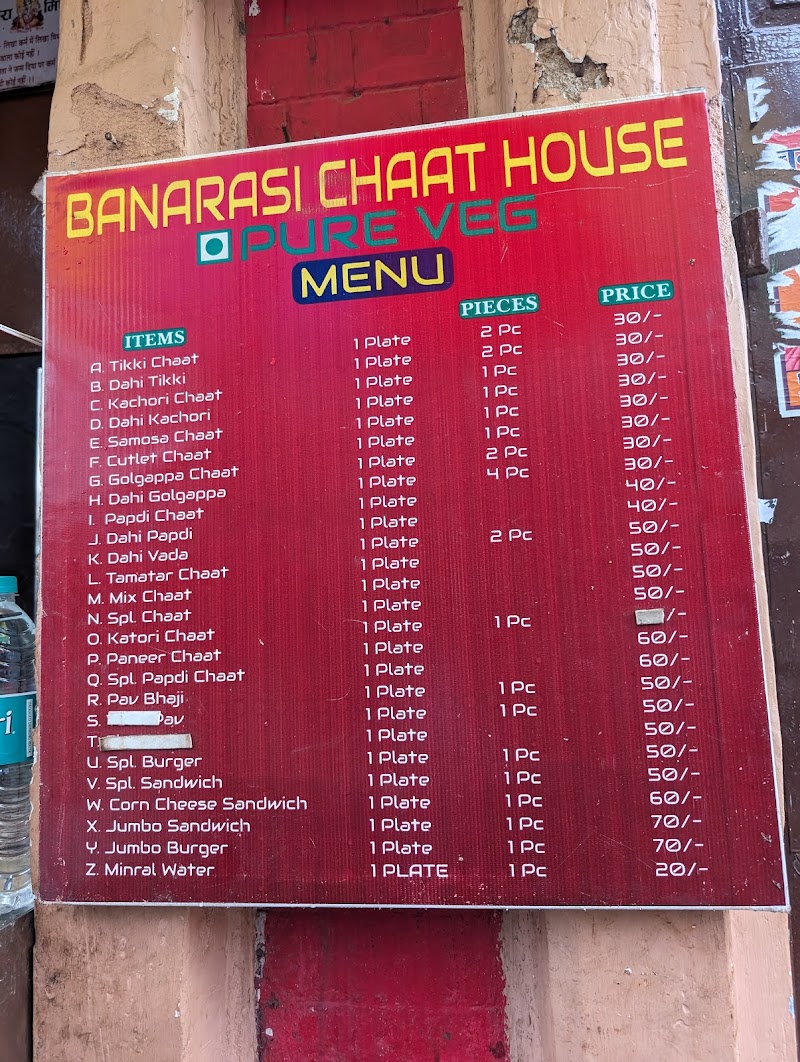 कोई नहीं ।
BANARASI CHAAT HOUSE
PURE VEG
MENU
ITEMS PIECES PRICE
A. Tikki Chaat 1 Plate 2 Pc 30/-
B. Dahi Tikki 1 Plate 2 Pc 30/-
C. Kachori Chaat 1 Plate 1 Pc 30/-
D. Dahi Kachori 1 Plate 1 Pc 30/-
E. Samosa Chaat 1 Plate 1 Pc 30/-
F. Cutlet Chaat 1 Plate 1 Pc 30/-
G. Golgappa Chaat 1 Plate 2 Pc 30/-
H. Dahi Golgappa 1 Plate 4 Pc 30/-
I. Papdi Chaat 1 Plate 40/-
J. Dahi Papdi 1 Plate 40/-
K. Dahi Vada 1 Plate 2 Pc 50/-
L. Tamatar Chaat 1 Plate 50/-
M. Mix Chaat 1 Plate 50/-
N. Spl. Chaat 1 Plate 50/-
O. Katori Chaat 1 Plate 1 Pc /-
P. Paneer Chaat 1 Plate 60/-
Q. Spl. Papdi Chaat 1 Plate 60/-
R. Pav Bhaji 1 Plate 1 Pc 50/-
S. Pav 1 Plate 1 Pc 50/-
T. 1 Plate 50/-
U. Spl. Burger 1 Plate 1 Pc 50/-
V. Spl. Sandwich 1 Plate 1 Pc 50/-
W. Corn Cheese Sandwich 1 Plate 1 Pc 60/-
X. Jumbo Sandwich 1 Plate 1 Pc 70/-
Y. Jumbo Burger 1 Plate 1 Pc 70/-
Z. Minral Water 1 PLATE 1 Pc 20/-